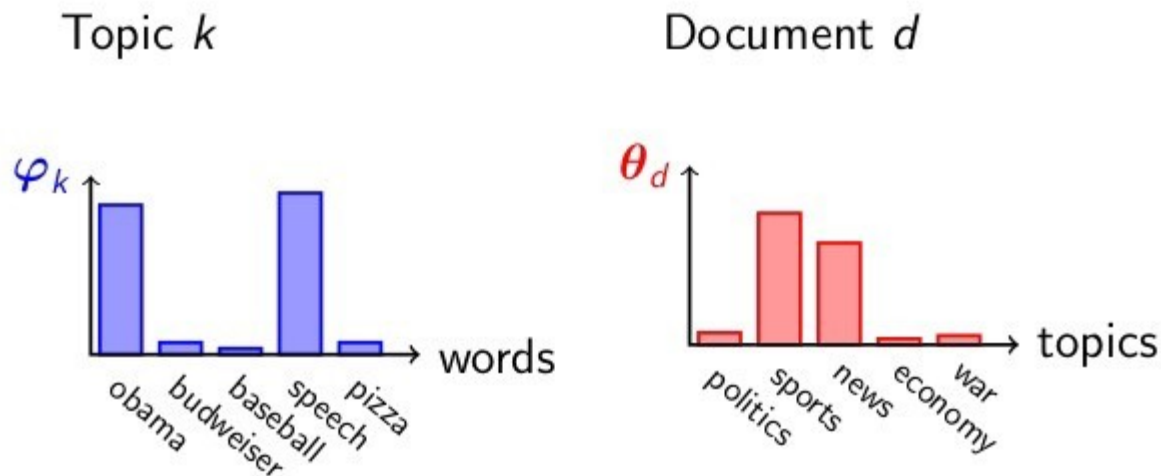 Topic k
Document d
φk
obama
budweiser
baseball
speech
pizza
words
θd
politics
sports
news
economy
war
topics